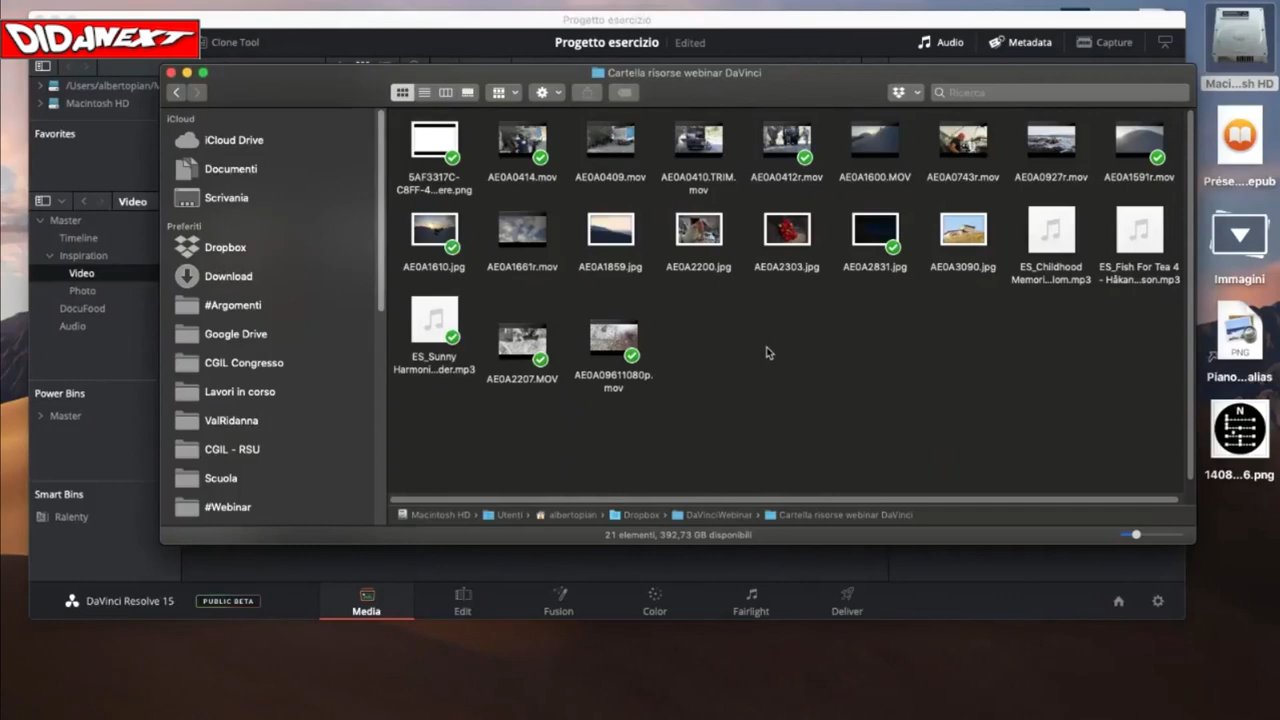 Progetto esercizio
DIDANEXT
Clone Tool
Progetto esercizio Edited
Audio
Metadata
Capture
Maci...sh HD
/Users/albertopian/M
Macintosh HD
Favorites
Video
Master
Timeline
Inspiration
Video
Photo
DocuFood
Audio
Power Bins
Master
Smart Bins
Ralenty
Cartella risorse webinar DaVinci
Ricerca
iCloud
iCloud Drive
Documenti
Scrivania
Preferiti
Dropbox
Download
#Argomenti
Google Drive
CGIL Congresso
Lavori in corso
ValRidanna
CGIL - RSU
Scuola
#Webinar
5AF3317C-
C8FF-4...ere.png
AE0A0414.mov
AE0A0409.mov
AE0A0410.TRIM.
mov
AE0A0412r.mov
AE0A1600.MOV
AE0A0743r.mov
AE0A0927r.mov
AE0A1591r.mov
AE0A1610.jpg
AE0A1661r.mov
AE0A1859.jpg
AE0A2200.jpg
AE0A2303.jpg
AE0A2831.jpg
AE0A3090.jpg
ES_Childhood
Memori...lom.mp3
ES_Fish For Tea 4
- Håkan...son.mp3
ES_Sunny
Harmoni...der.mp3
AE0A2207.MOV
AE0A09611080p.
mov
Macintosh HD › Utenti › albertopian › Dropbox › DaVinciWebinar › Cartella risorse webinar DaVinci
21 elementi, 392,73 GB disponibili
Prése....epub
Immagini
PNG
Piano...alias
N
1408...6.png
DaVinci Resolve 15
PUBLIC BETA
Media
Edit
Fusion
Color
Fairlight
Deliver